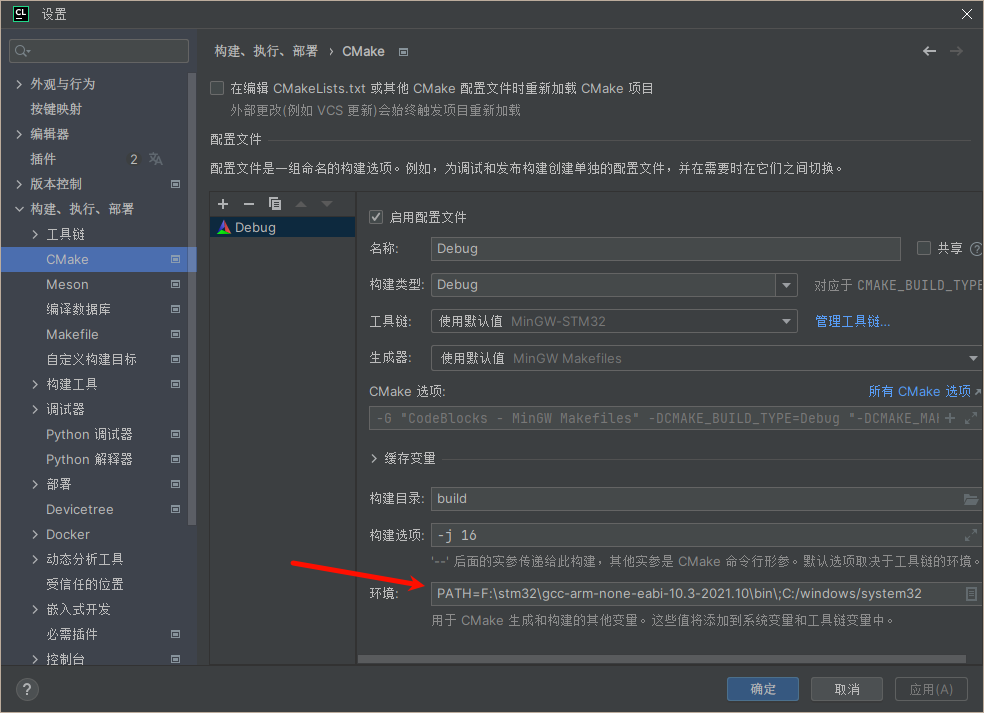 CL 设置
构建、执行、部署 › CMake
外观与行为
按键映射
编辑器
插件 2
版本控制
构建、执行、部署
工具链
CMake
Meson
编译数据库
Makefile
自定义构建目标
构建工具
调试器
Python 调试器
Python 解释器
部署
Devicetree
Docker
动态分析工具
受信任的位置
嵌入式开发
必需插件
控制台
在编辑 CMakeLists.txt 或其他 CMake 配置文件时重新加载 CMake 项目
外部更改(例如 VCS 更新)会始终触发项目重新加载
配置文件
配置文件是一组命名的构建选项。例如，为调试和发布构建创建单独的配置文件，并在需要时在它们之间切换。
Debug
启用配置文件
名称: Debug 共享 ?
构建类型: Debug 对应于 CMAKE_BUILD_TYPE
工具链: 使用默认值 MinGW-STM32 管理工具链...
生成器: 使用默认值 MinGW Makefiles
CMake 选项: 所有 CMake 选项
-G "CodeBlocks - MinGW Makefiles" -DCMAKE_BUILD_TYPE=Debug "-DCMAKE_MA
缓存变量
构建目录: build
构建选项: -j 16
'--' 后面的实参传递给此构建，其他实参是 CMake 命令行形参。默认选项取决于工具链的环境。
环境: PATH=F:\stm32\gcc-arm-none-eabi-10.3-2021.10\bin\;C:/windows/system32
用于 CMake 生成和构建的其他变量。这些值将添加到系统变量和工具链变量中。
? 确定 取消 应用(A)